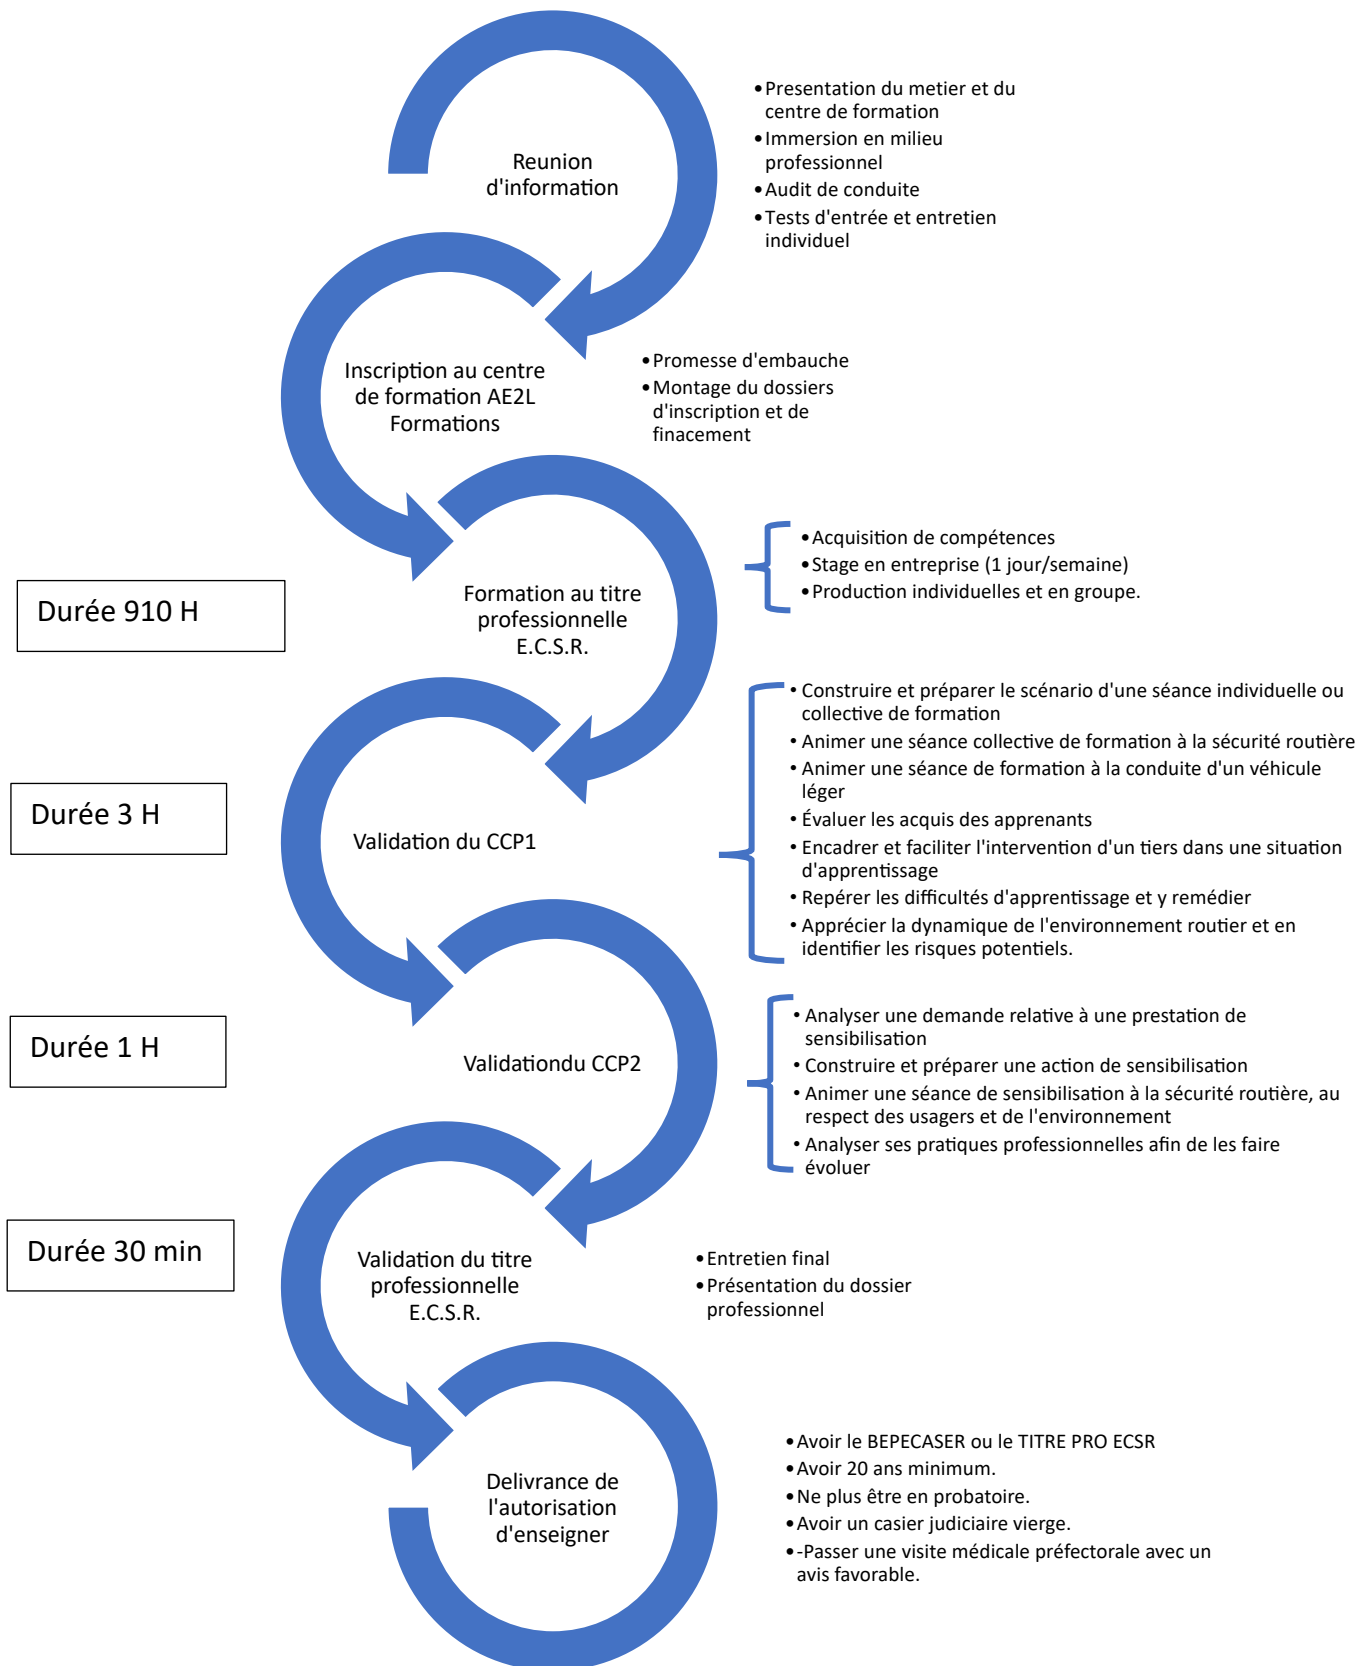 Reunion
d'information
•Presentation du metier et du
centre de formation
•Immersion en milieu
professionnel
•Audit de conduite
•Tests d'entrée et entretien
individuel
Inscription au centre
de formation AE2L
Formations
•Promesse d'embauche
•Montage du dossiers
d'inscription et de
finacement
Durée 910 H
Formation au titre
professionnelle
E.C.S.R.
•Acquisition de compétences
•Stage en entreprise (1 jour/semaine)
•Production individuelles et en groupe.
Durée 3 H
Validation du CCP1
• Construire et préparer le scénario d'une séance individuelle ou
collective de formation
• Animer une séance collective de formation à la sécurité routière
• Animer une séance de formation à la conduite d'un véhicule
léger
• Évaluer les acquis des apprenants
• Encadrer et faciliter l'intervention d'un tiers dans une situation
d'apprentissage
• Repérer les difficultés d'apprentissage et y remédier
• Apprécier la dynamique de l'environnement routier et en
identifier les risques potentiels.
Durée 1 H
Validationdu CCP2
• Analyser une demande relative à une prestation de
sensibilisation
• Construire et préparer une action de sensibilisation
• Animer une séance de sensibilisation à la sécurité routière, au
respect des usagers et de l'environnement
• Analyser ses pratiques professionnelles afin de les faire
évoluer
Durée 30 min
Validation du titre
professionnelle
E.C.S.R.
•Entretien final
•Présentation du dossier
professionnel
Delivrance de
l'autorisation
d'enseigner
•Avoir le BEPECASER ou le TITRE PRO ECSR
•Avoir 20 ans minimum.
•Ne plus être en probatoire.
•Avoir un casier judiciaire vierge.
•-Passer une visite médicale préfectorale avec un
avis favorable.